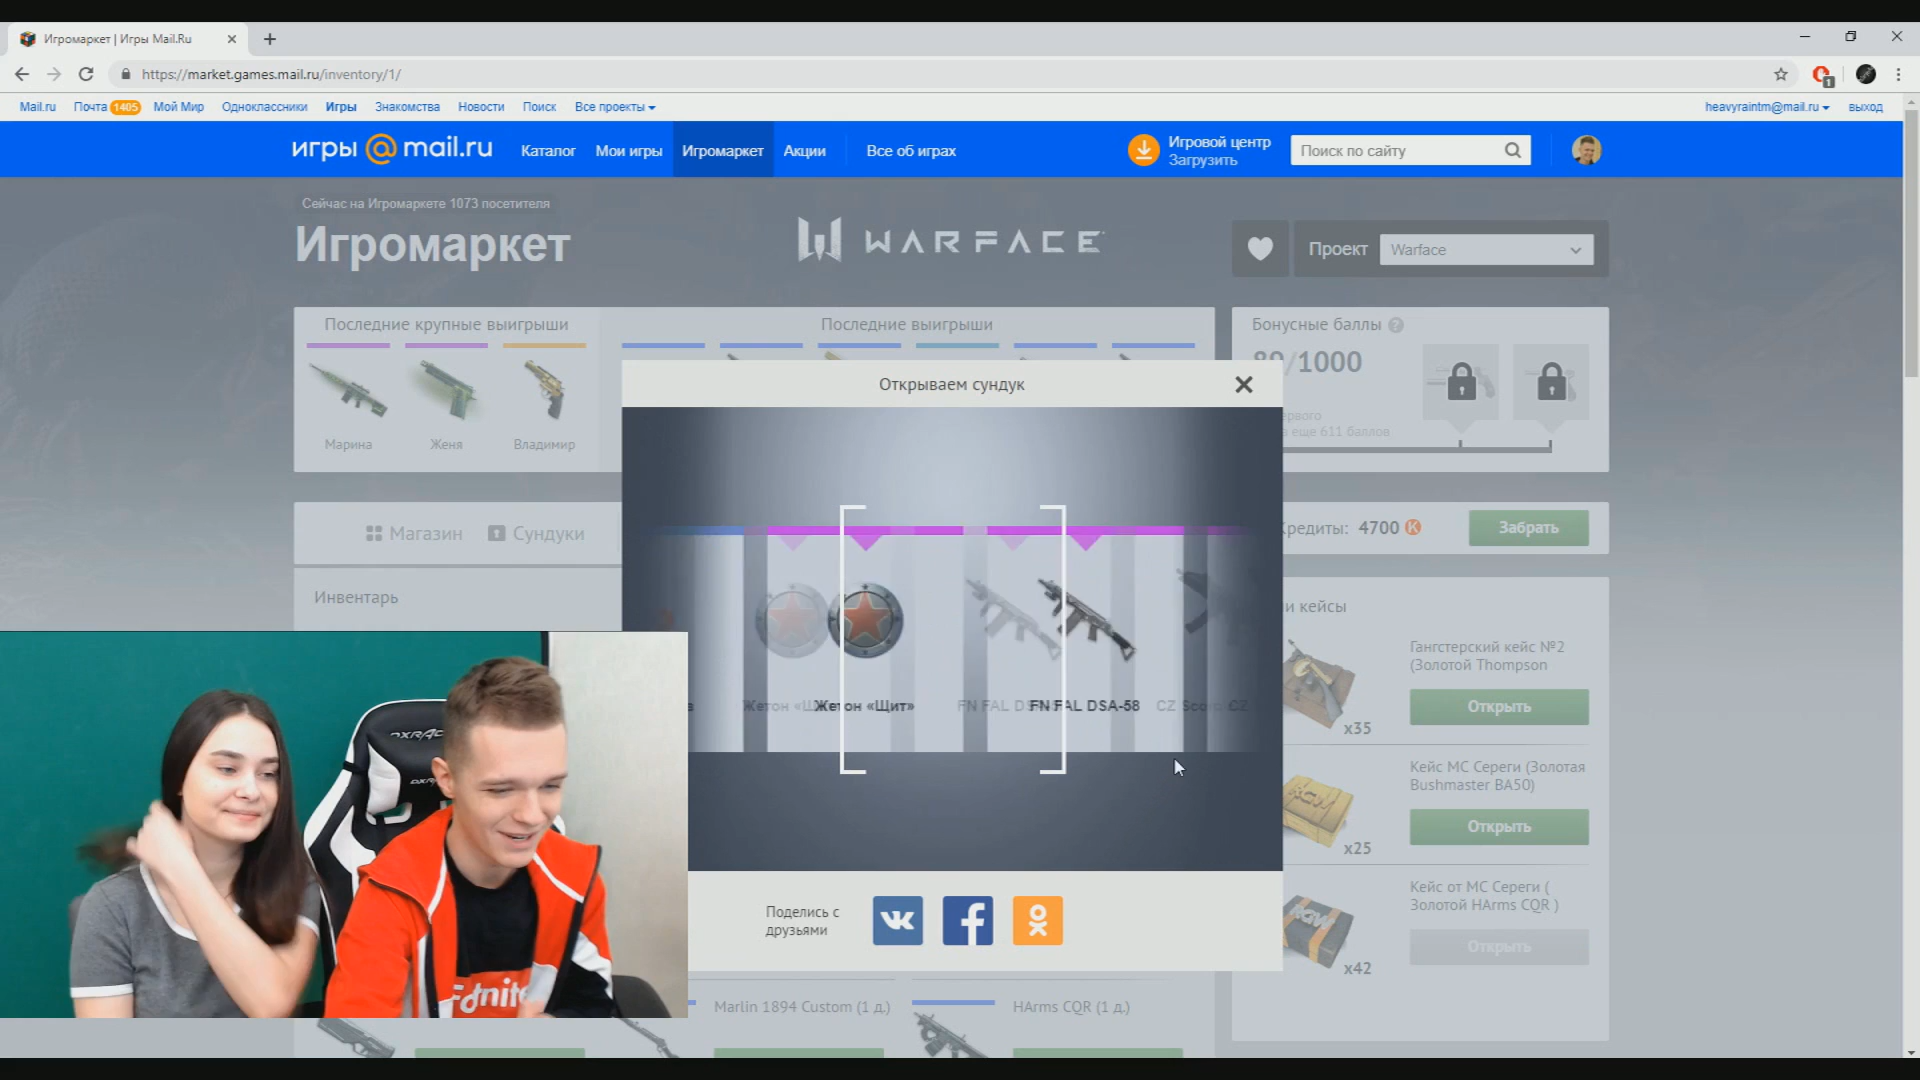 Игромаркет | Игры Mail.Ru
https://market.games.mail.ru/inventory/1/
1
Mail.ru Почта 1405 Мой Мир Одноклассники Игры Знакомства Новости Поиск Все проекты
heavyraintm@mail.ru выход
игры @ mail.ru
Каталог Мои игры Игромаркет Акции Все об играх
Игровой центр
Загрузить
Поиск по сайту
Сейчас на Игромаркете 1073 посетителя
Игромаркет
WARFACE
Проект Warface
Последние крупные выигрыши
Последние выигрыши
Бонусные баллы ?
/1000
Марина Женя Владимир
еще 611 баллов
Открываем сундук
Магазин Сундуки
Кредиты: 4700 К
Забрать
Инвентарь
кейсы
Жетон «Щит»
FN FAL DSA-58
Гангстерский кейс №2
(Золотой Thompson
Открыть
x35
Кейс МС Сереги (Золотая
Bushmaster BA50)
Открыть
x25
Кейс от МС Сереги (
Золотой HArms CQR )
Открыть
x42
Поделись с
друзьями
Marlin 1894 Custom (1 д.)
HArms CQR (1 д.)